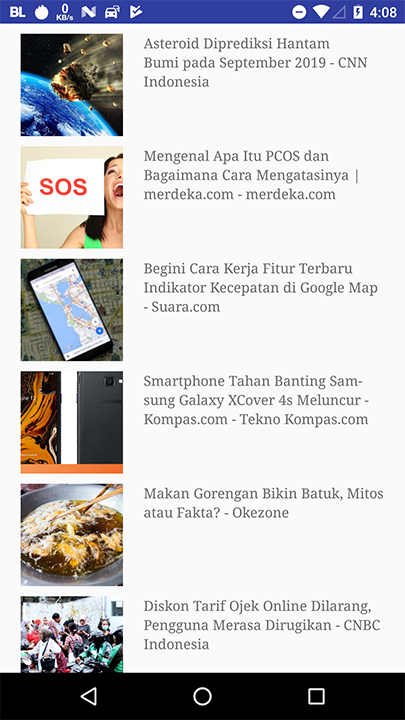 BL 0 KB/s 4:08
Asteroid Diprediksi Hantam
Bumi pada September 2019 - CNN
Indonesia
SOS
Mengenal Apa Itu PCOS dan
Bagaimana Cara Mengatasinya |
merdeka.com - merdeka.com
Begini Cara Kerja Fitur Terbaru
Indikator Kecepatan di Google Map
- Suara.com
Smartphone Tahan Banting Sam-
sung Galaxy XCover 4s Meluncur -
Kompas.com - Tekno Kompas.com
Makan Gorengan Bikin Batuk, Mitos
atau Fakta? - Okezone
Diskon Tarif Ojek Online Dilarang,
Pengguna Merasa Dirugikan - CNBC
Indonesia